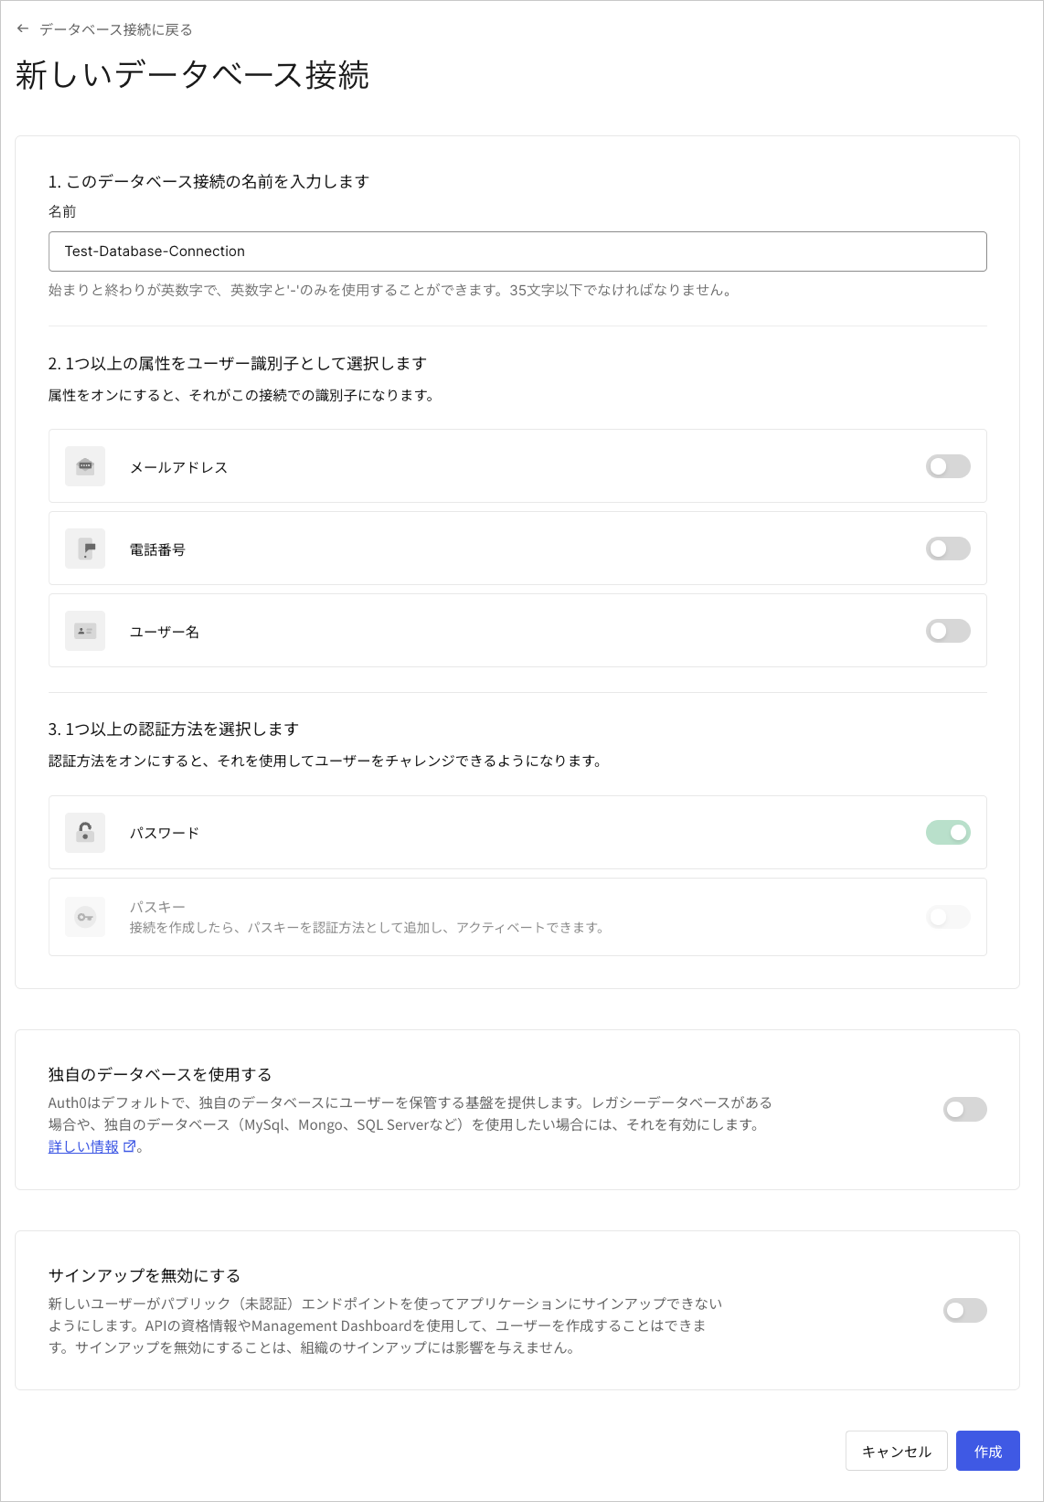 ← データベース接続に戻る
新しいデータベース接続
1. このデータベース接続の名前を入力します
名前
Test-Database-Connection
始まりと終わりが英数字で、英数字と'-'のみを使用することができます。35文字以下でなければなりません。
2. 1つ以上の属性をユーザー識別子として選択します
属性をオンにすると、それがこの接続での識別子になります。
メールアドレス
電話番号
ユーザー名
3. 1つ以上の認証方法を選択します
認証方法をオンにすると、それを使用してユーザーをチャレンジできるようになります。
パスワード
パスキー
接続を作成したら、パスキーを認証方法として追加し、アクティベートできます。
独自のデータベースを使用する
Auth0はデフォルトで、独自のデータベースにユーザーを保管する基盤を提供します。レガシーデータベースがある
場合や、独自のデータベース（MySql、Mongo、SQL Serverなど）を使用したい場合には、それを有効にします。
詳しい情報。
サインアップを無効にする
新しいユーザーがパブリック（未認証）エンドポイントを使ってアプリケーションにサインアップできない
ようにします。APIの資格情報やManagement Dashboardを使用して、ユーザーを作成することはできま
す。サインアップを無効にすることは、組織のサインアップには影響を与えません。
キャンセル
作成